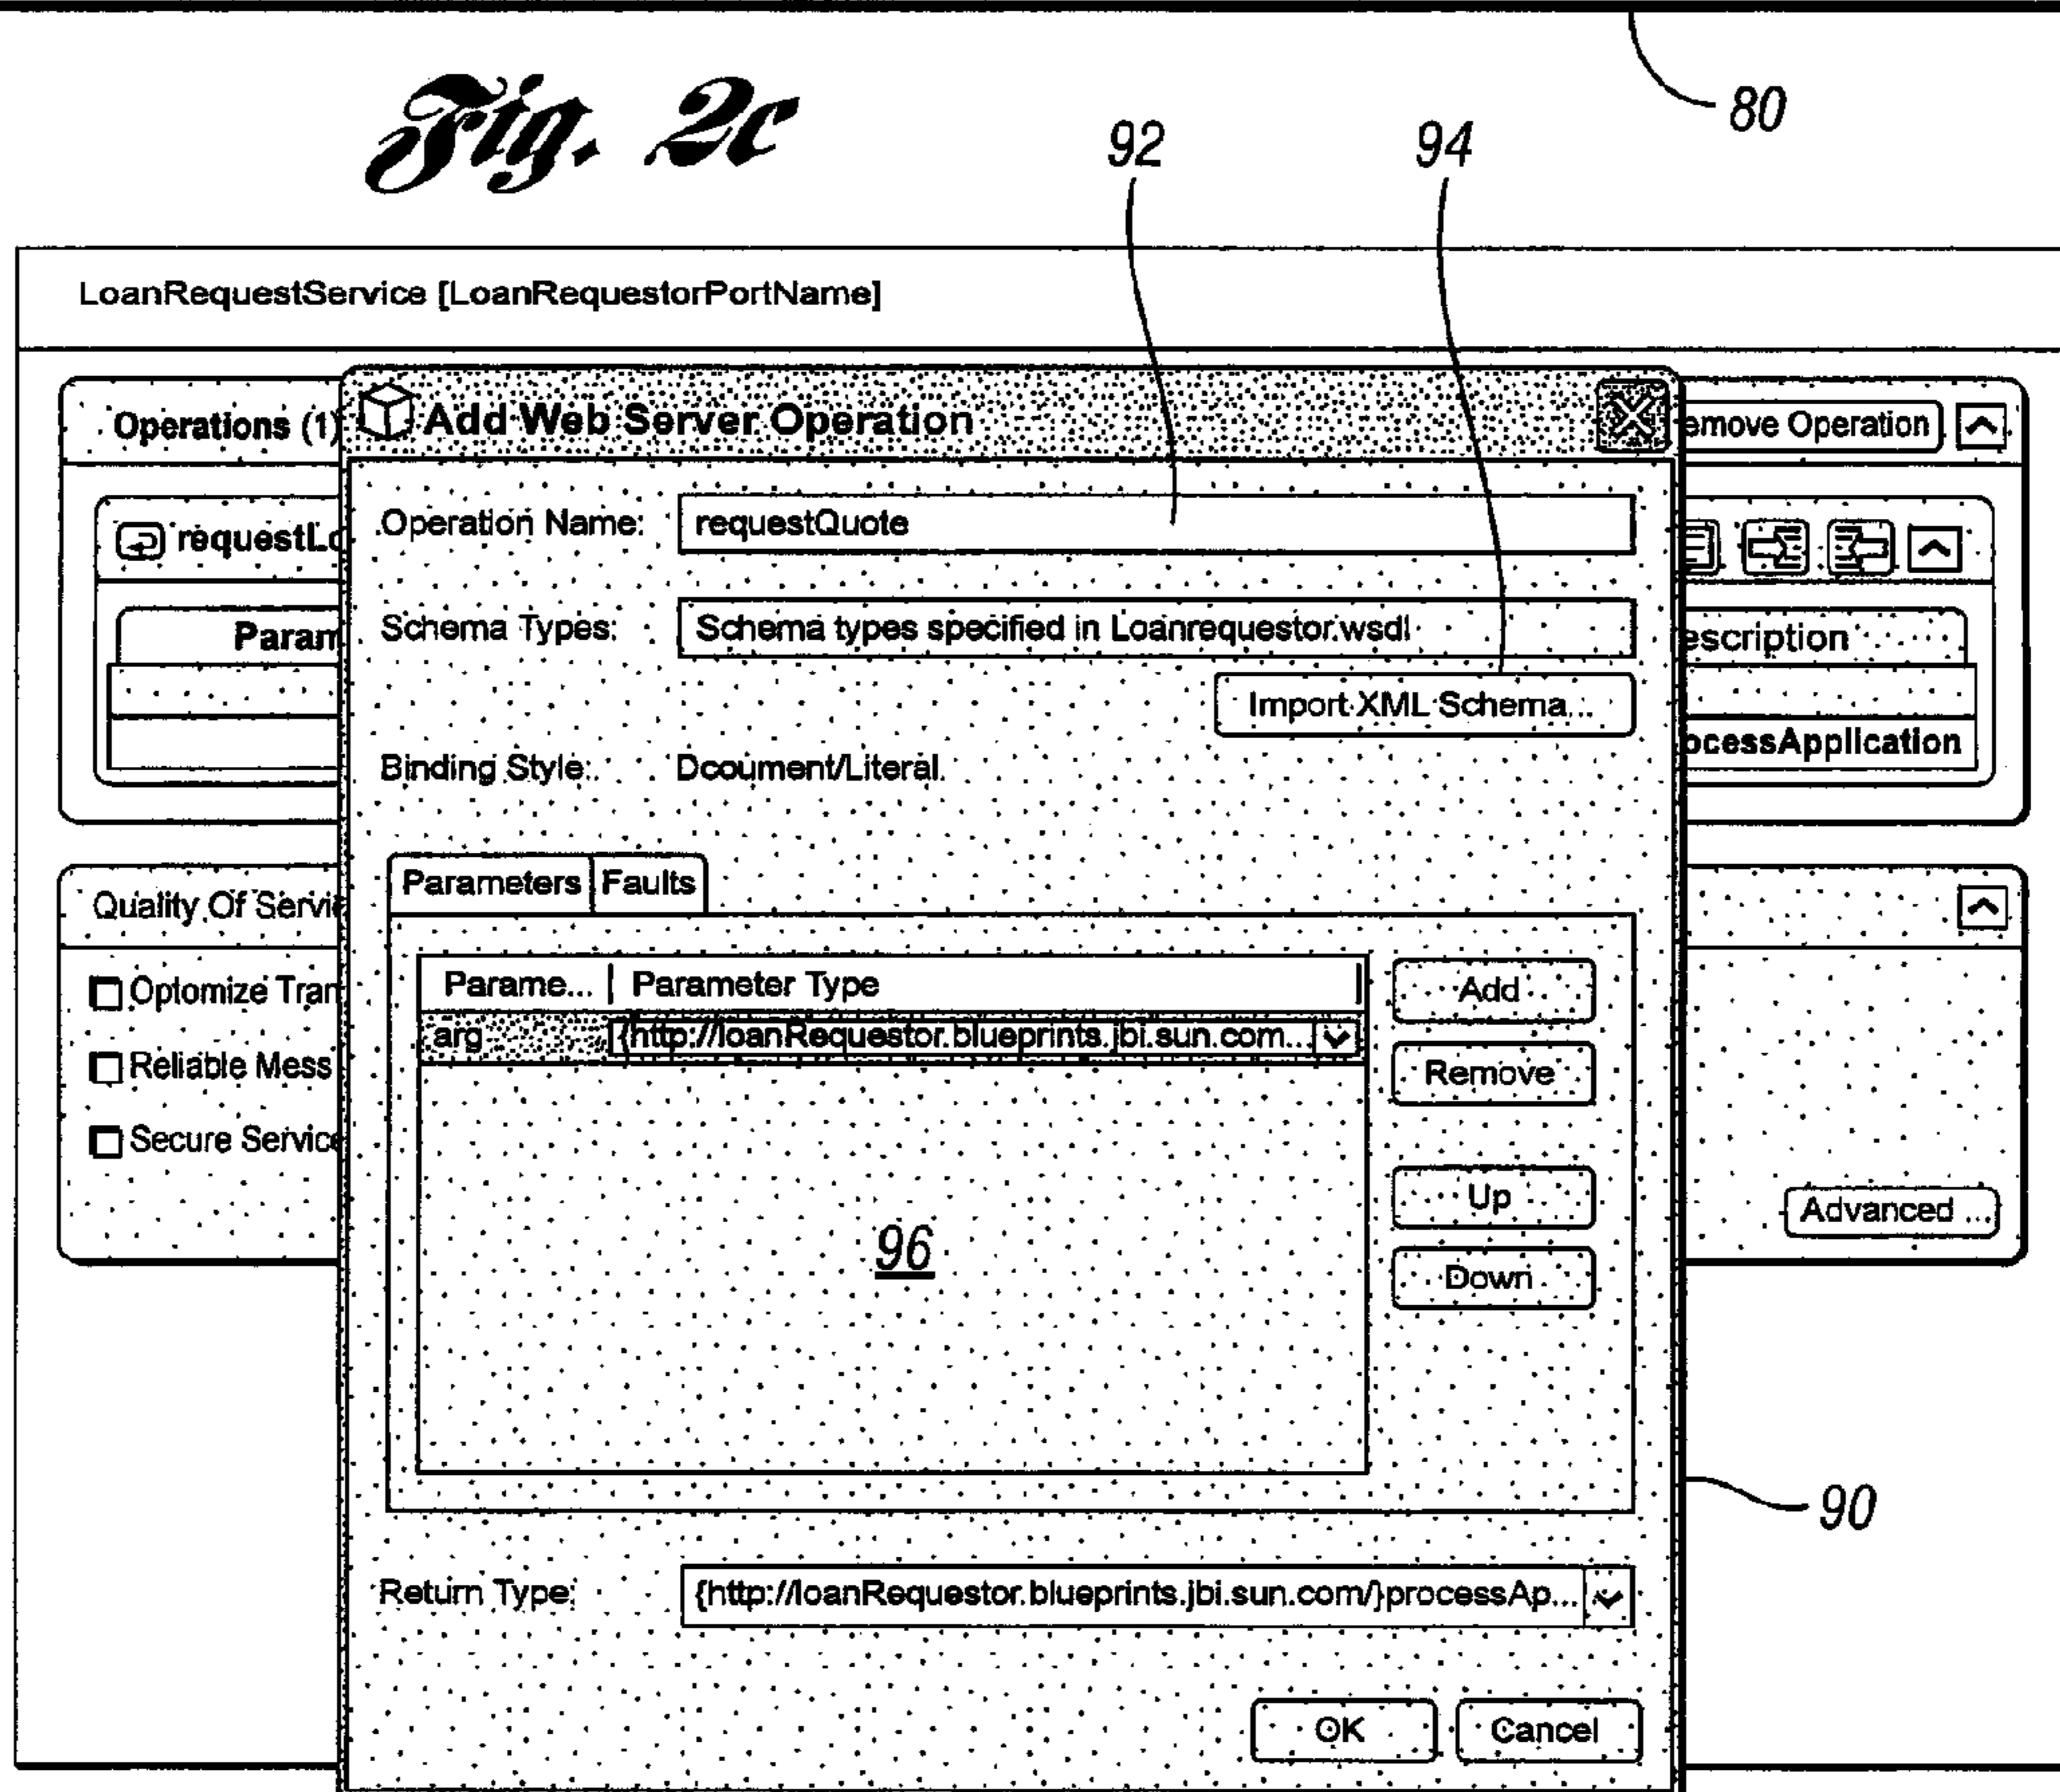 80
Fig. 2c
92
94
LoanRequestService [LoanRequestorPortName]
Operations (1)
Add Web Server Operation
emove Operation
requestLo
Operation Name: requestQuote
Schema Types: Schema types specified in Loanrequestor.wsdl
Param
escription
Import XML Schema...
ocessApplication
Binding Style: Dcoument/Literal
Parameters Faults
Quality Of Servic
Optomize Tran
Parame... Parameter Type
Add
arg {http://loanRequestor.blueprints.jbi.sun.com...
Reliable Mess
Remove
Secure Service
Up
Advanced ...
96
Down
90
Return Type: {http://loanRequestor.blueprints.jbi.sun.com/}processAp...
OK Cancel